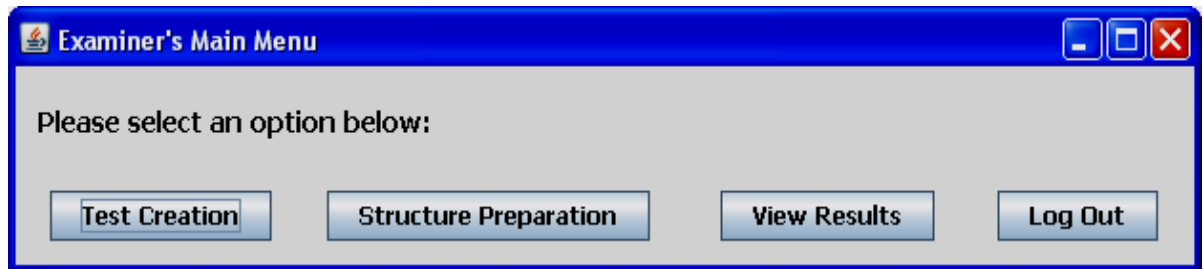 Examiner's Main Menu
Please select an option below:
Test Creation Structure Preparation View Results Log Out